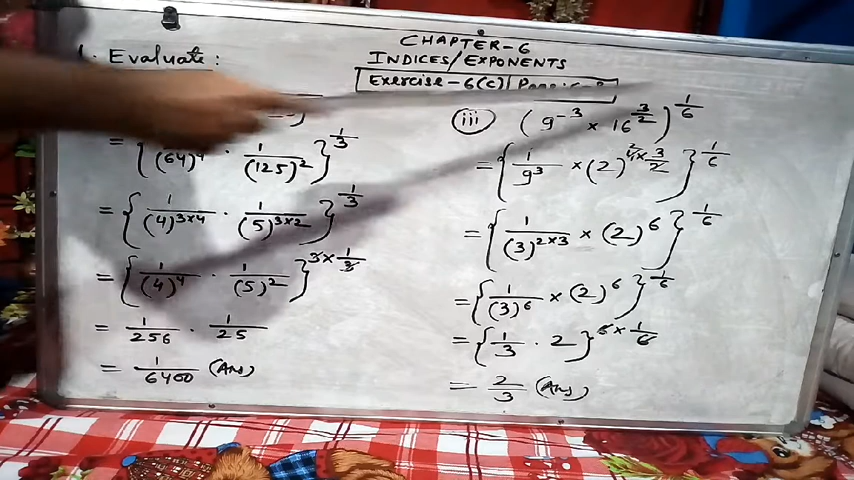 CHAPTER-6
INDICES/EXPONENTS
Exercise-6(C)
Evaluate:
= {1/(64)^4 · 1/(125)^2}^1/3
= {1/(4)^3×4 · 1/(5)^3×2}^1/3
= {1/(4)^4 · 1/(5)^2}^3×1/3
= 1/256 · 1/25
= 1/6400 (Ans)
(iii) (9^-3 × 16^3/2)^1/6
= {1/9^3 × (2)^4×3/2}^1/6
= {1/(3)^2×3 × (2)^6}^1/6
= {1/(3)^6 × (2)^6}^1/6
= {1/3 · 2}^6×1/6
= 2/3 (Ans)